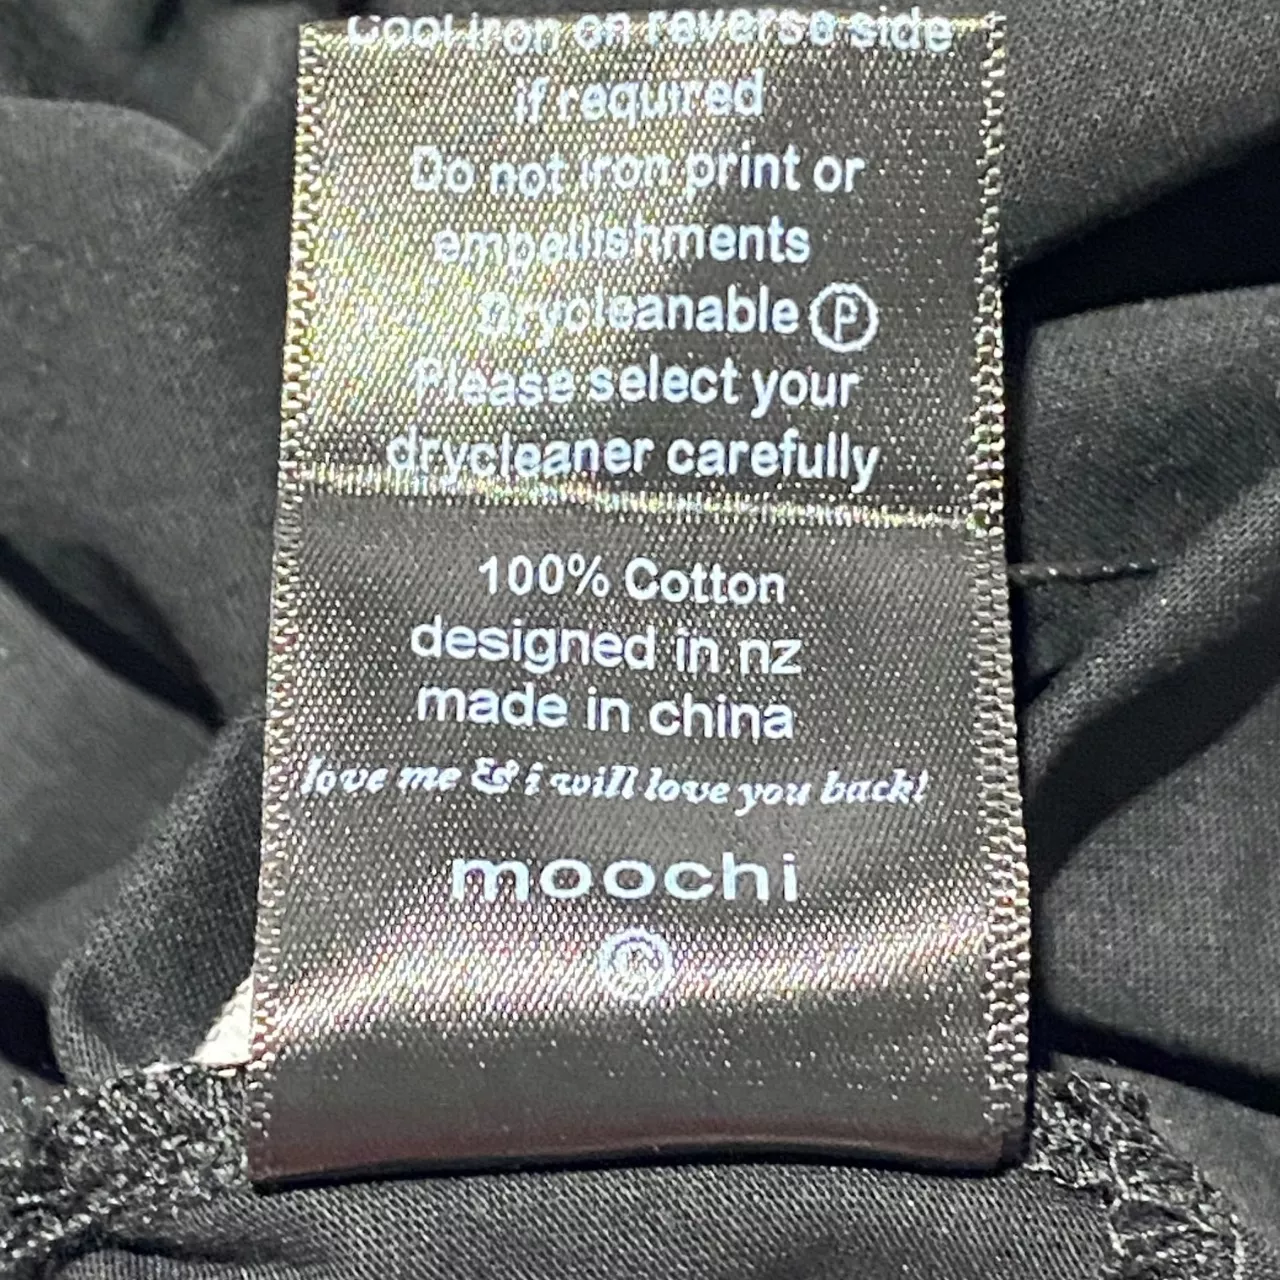 Cool iron on reverse side
if required
Do not iron print or
embellishments
Drycleanable Ⓟ
Please select your
drycleaner carefully
100% Cotton
designed in nz
made in china
love me & i will love you back!
moochi